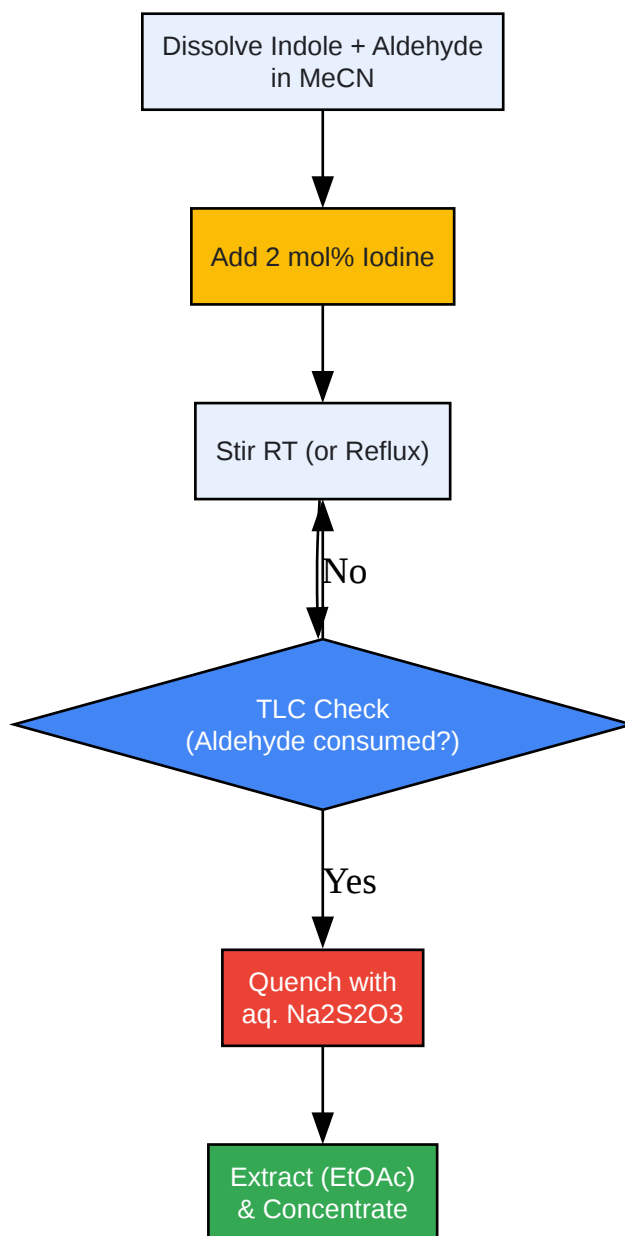 Dissolve Indole + Aldehyde
in MeCN
Add 2 mol% Iodine
Stir RT (or Reflux)
No
TLC Check
(Aldehyde consumed?)
Yes
Quench with
aq. Na2S2O3
Extract (EtOAc)
& Concentrate